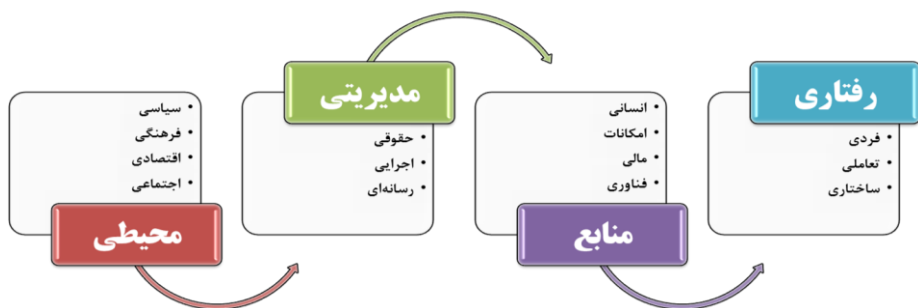 محیطی
سیاسی
فرهنگی
اقتصادی
اجتماعی
مدیریتی
حقوقی
اجرایی
رسانه‌ای
منابع
انسانی
امکانات
مالی
فناوری
رفتاری
فردی
تعاملی
ساختاری